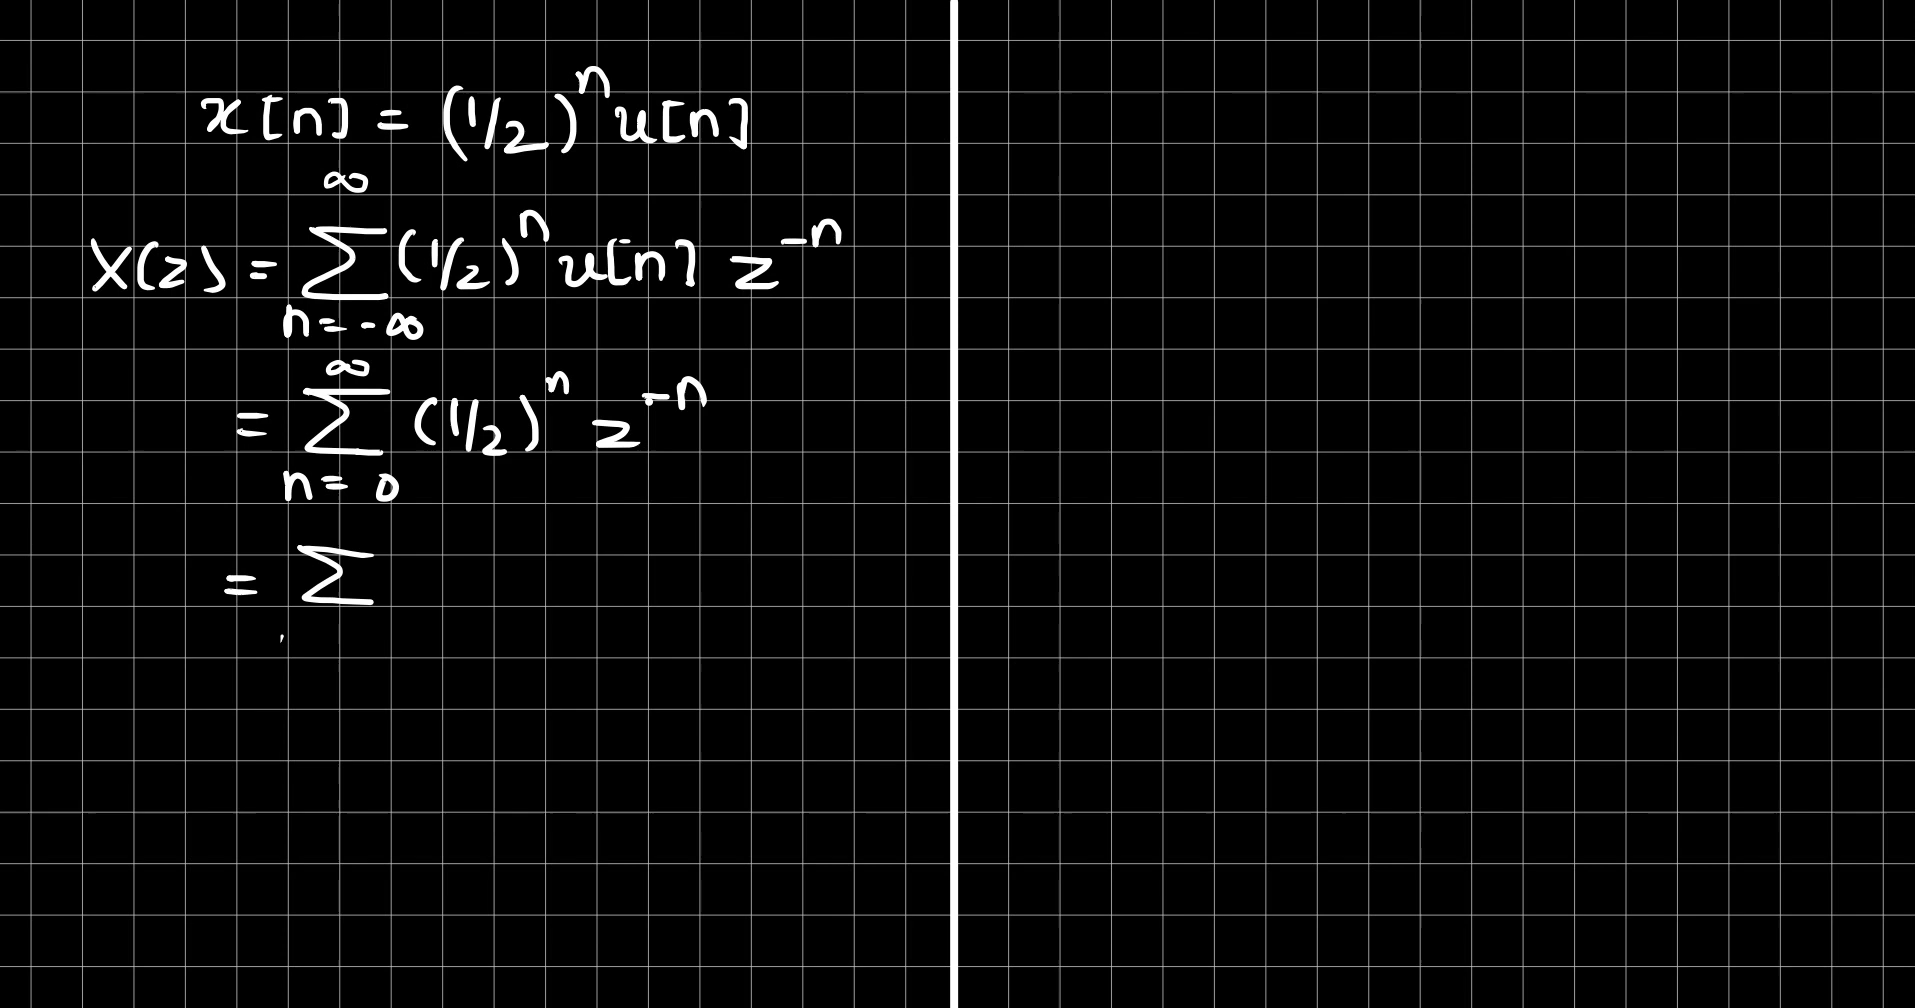 x[n] = (1/2)^n u[n]
X(z) = ∑_{n=-∞}^{∞} (1/2)^n u[n] z^{-n}
= ∑_{n=0}^{∞} (1/2)^n z^{-n}
= ∑